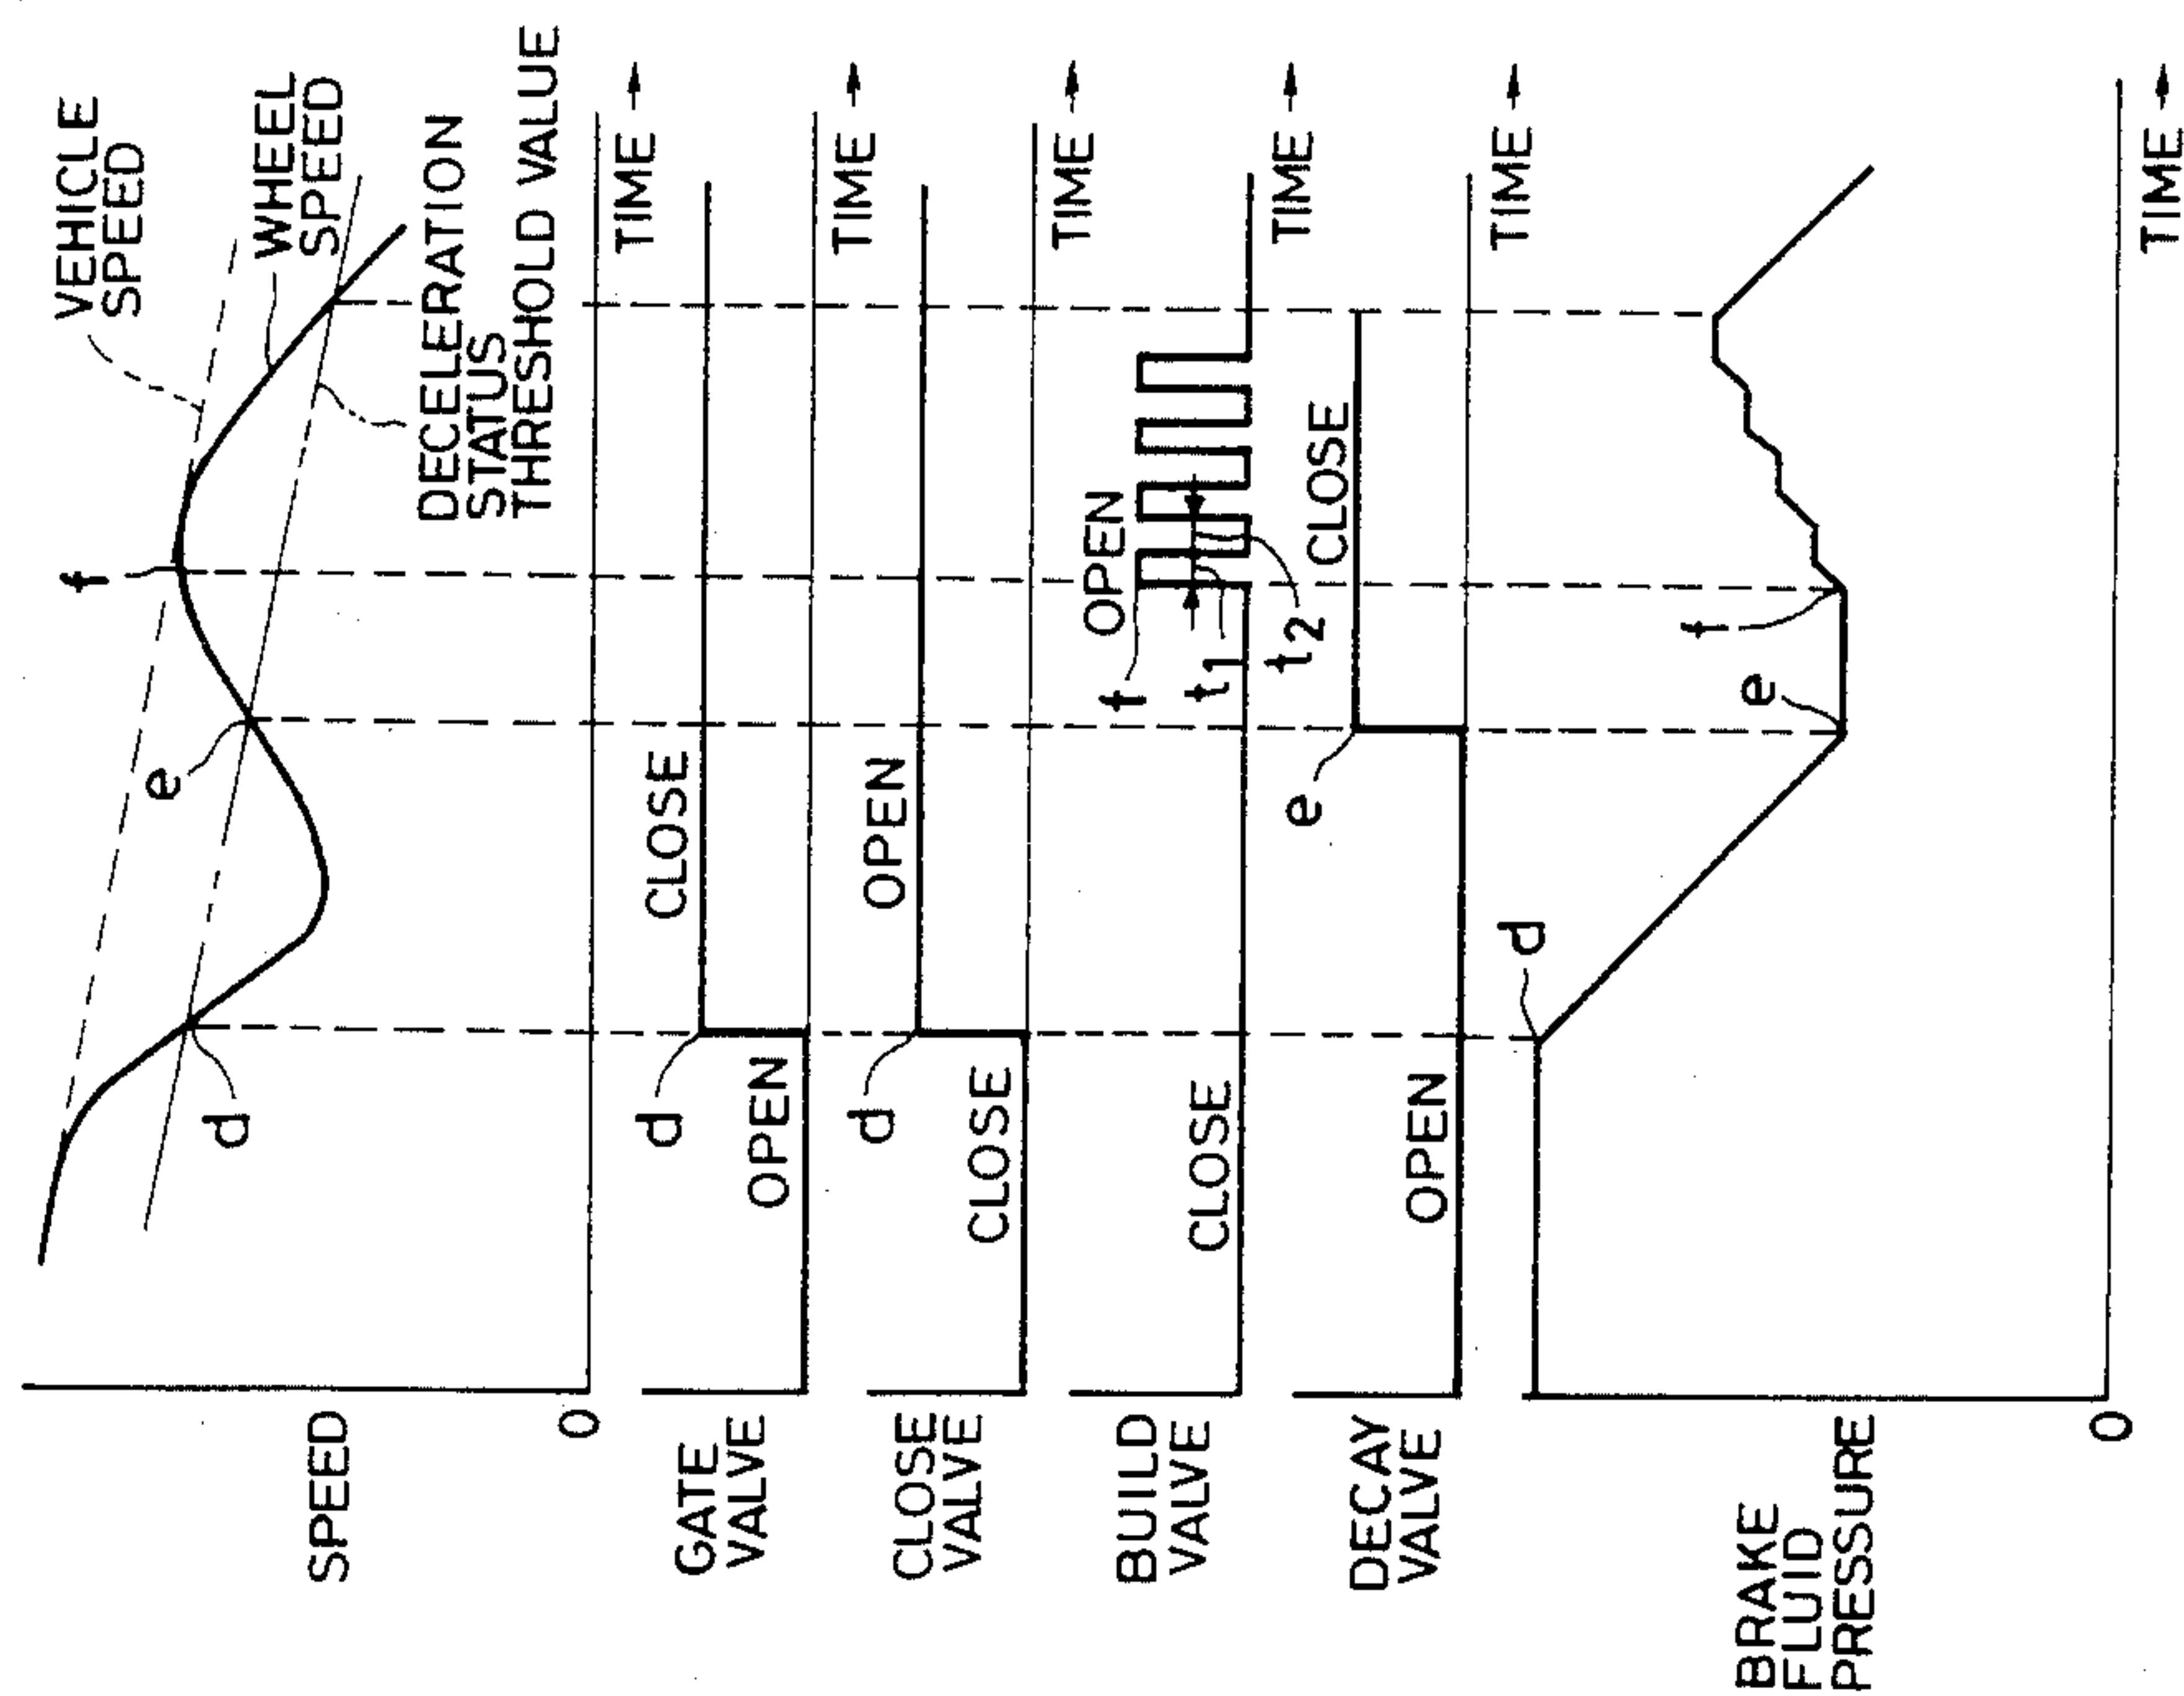 SPEED
0
VEHICLE
SPEED
WHEEL
SPEED
DECELERATION
STATUS
THRESHOLD VALUE
d
e
f
TIME
GATE
VALVE
d
OPEN
CLOSE
TIME
CLOSE
VALVE
d
CLOSE
OPEN
TIME
BUILD
VALVE
CLOSE
f
OPEN
t1
t2
TIME
DECAY
VALVE
OPEN
e
CLOSE
TIME
BRAKE
FLUID
PRESSURE
0
d
e
f
TIME